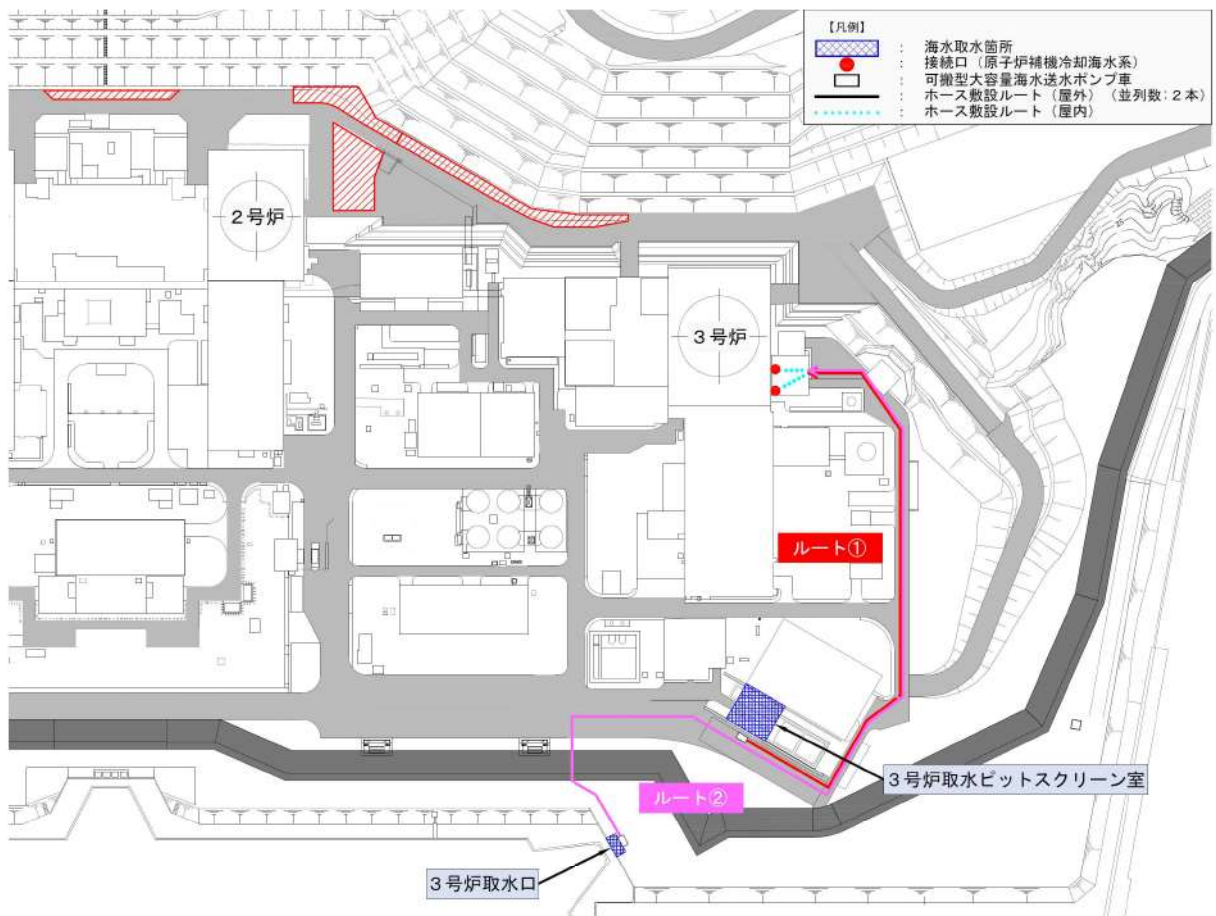 【凡例】
： 海水取水箇所
： 接続口（原子炉補機冷却海水系）
： 可搬型大容量海水送水ポンプ車
： ホース敷設ルート（屋外）（並列数：２本）
： ホース敷設ルート（屋内）
２号炉
３号炉
ルート①
３号炉取水ピットスクリーン室
ルート②
３号炉取水口